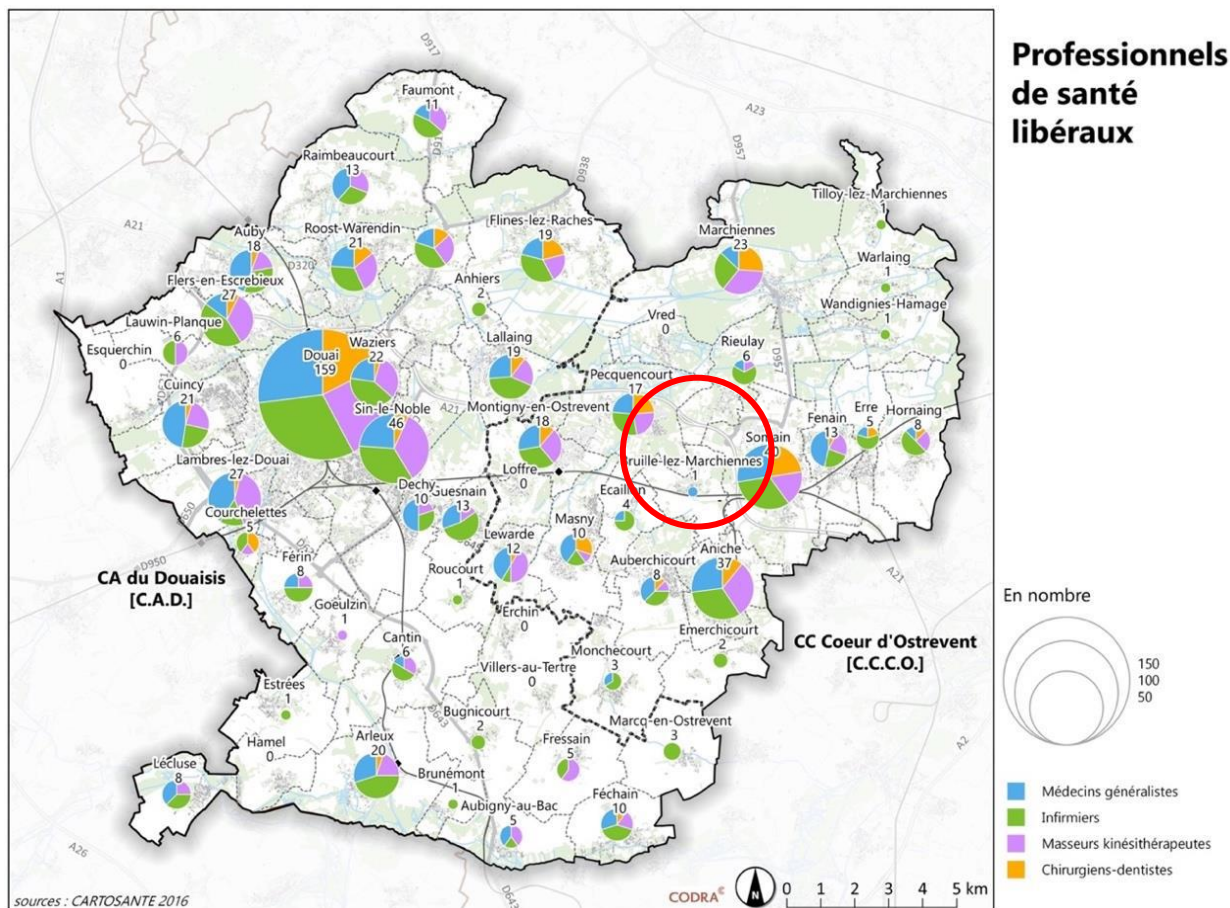 Professionnels
de santé
libéraux
D917
A23
Faumont
11
D91
D957
D938
Raimbeaucourt
13
A21
Tilloy-lez-Marchiennes
1
Auby
18
Roost-Warendin
21
D320
Flines-lez-Raches
19
Marchiennes
23
Warlaing
1
A1
Flers-en-Escrebieux
27
Anhiers
2
Wandignies-Hamage
1
Vred
0
Lauwin-Planque
6
Esquerchin
0
Douai
159
Waziers
22
Lallaing
19
Rieulay
6
D957
Cuincy
21
Pecquencourt
17
A21
Sin-le-Noble
46
Montigny-en-Ostrevent
18
Fenain
13
Erre
5
Hornaing
8
Somain
40
Lambres-lez-Douai
27
Loffre
0
Bruille-lez-Marchiennes
1
D650
Courchelettes
5
Dechy
10
Guesnain
13
Ecaillon
4
D950
Lewarde
12
Masny
10
Aniche
37
A21
CA du Douaisis
[C.A.D.]
Férin
8
Roucourt
1
Auberchicourt
8
Goeulzin
1
Erchin
0
Emerchicourt
2
CC Coeur d'Ostrevent
[C.C.C.O.]
Cantin
6
Villers-au-Tertre
0
Monchecourt
3
Estrées
1
D643
Bugnicourt
2
Marcq-en-Ostrevent
3
A2
Hamel
0
Arleux
20
Fressain
5
Lécluse
8
Brunémont
1
Aubigny-au-Bac
5
Féchain
10
A26
D643
En nombre
150
100
50
Médecins généralistes
Infirmiers
Masseurs kinésithérapeutes
Chirurgiens-dentistes
sources : CARTOSANTE 2016
CODRA
N
0 1 2 3 4 5 km